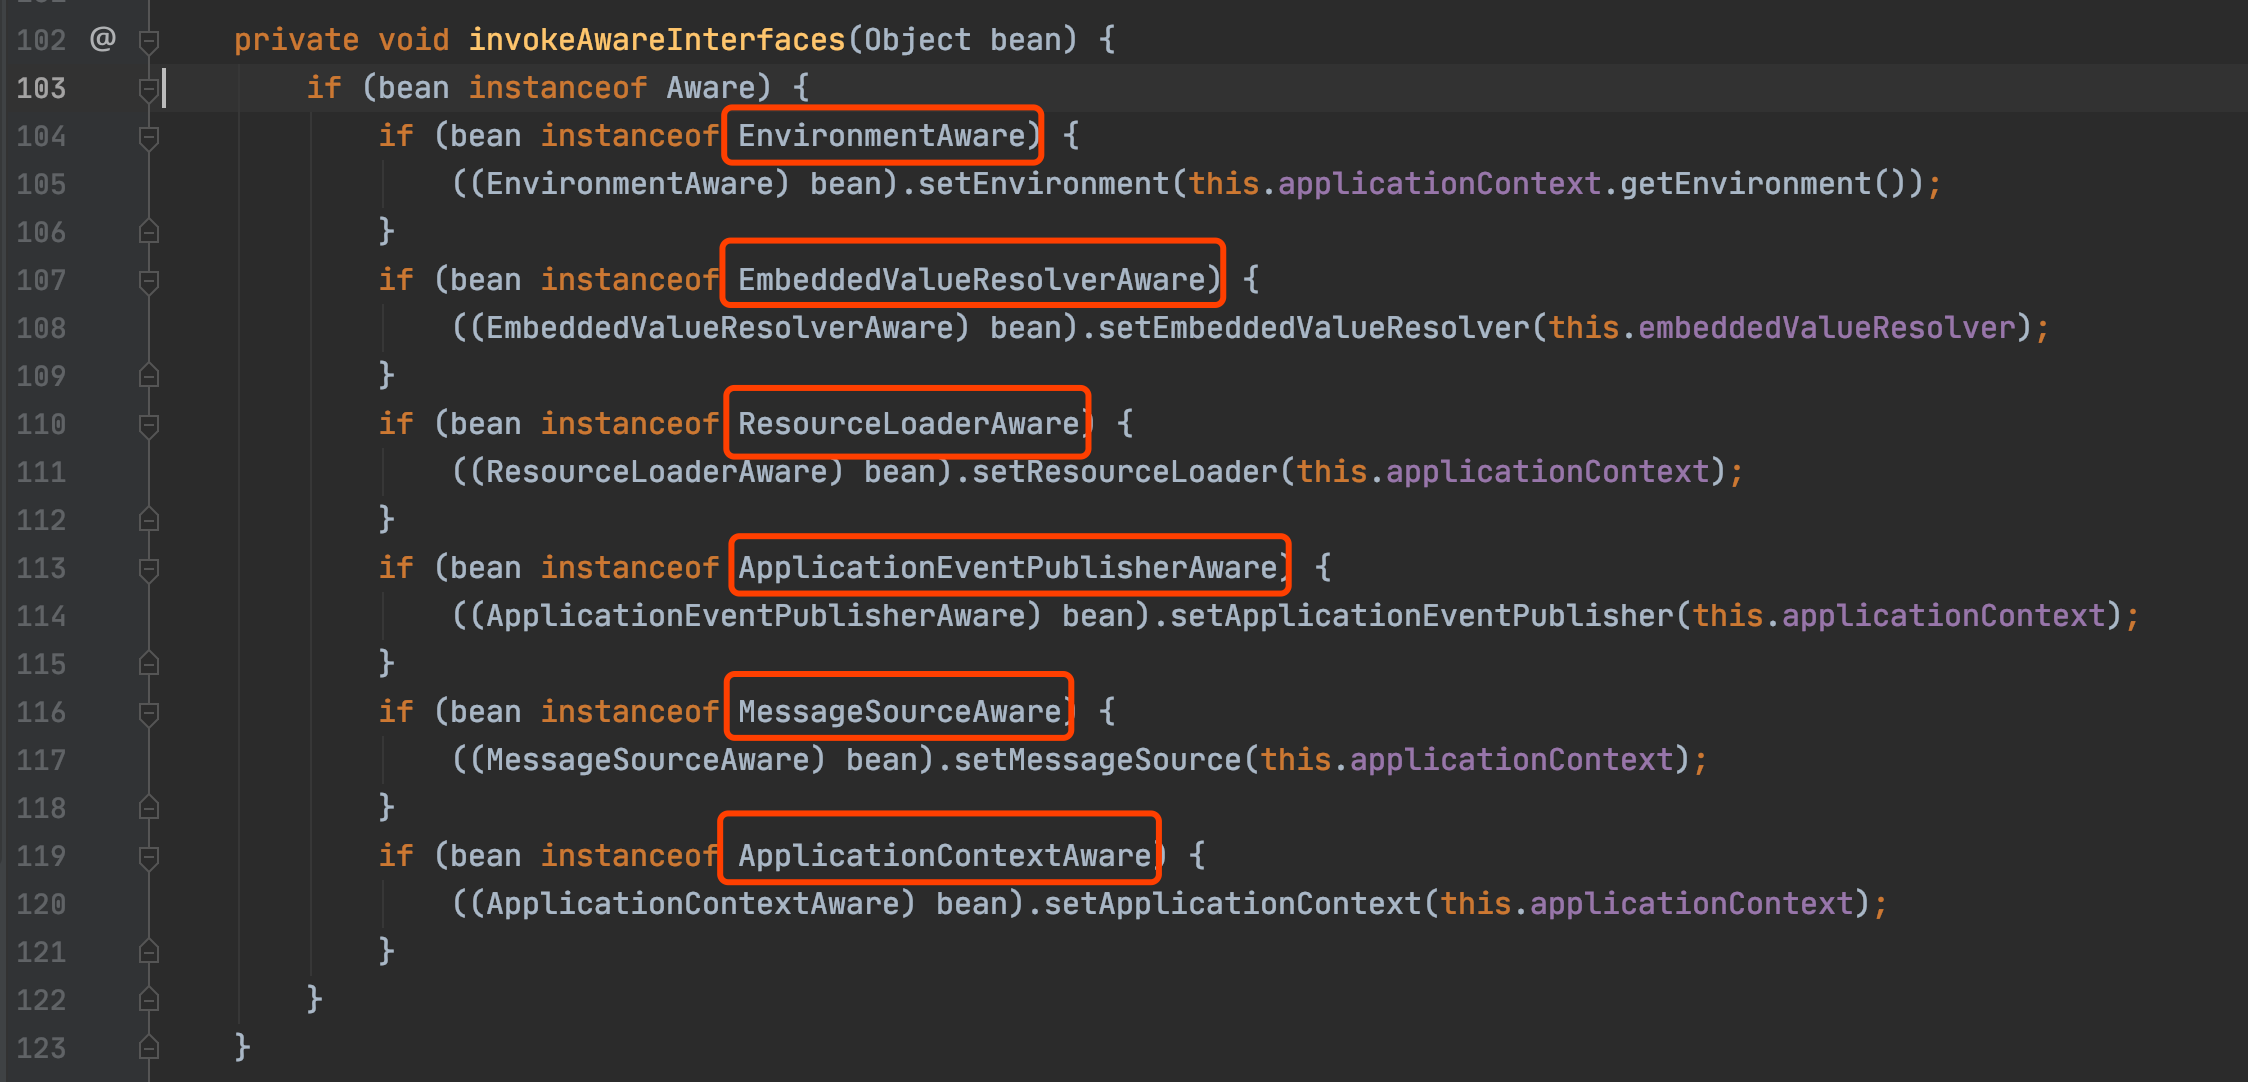 102 @ private void invokeAwareInterfaces(Object bean) {
103 if (bean instanceof Aware) {
104 if (bean instanceof EnvironmentAware) {
105 ((EnvironmentAware) bean).setEnvironment(this.applicationContext.getEnvironment());
106 }
107 if (bean instanceof EmbeddedValueResolverAware) {
108 ((EmbeddedValueResolverAware) bean).setEmbeddedValueResolver(this.embeddedValueResolver);
109 }
110 if (bean instanceof ResourceLoaderAware) {
111 ((ResourceLoaderAware) bean).setResourceLoader(this.applicationContext);
112 }
113 if (bean instanceof ApplicationEventPublisherAware) {
114 ((ApplicationEventPublisherAware) bean).setApplicationEventPublisher(this.applicationContext);
115 }
116 if (bean instanceof MessageSourceAware) {
117 ((MessageSourceAware) bean).setMessageSource(this.applicationContext);
118 }
119 if (bean instanceof ApplicationContextAware) {
120 ((ApplicationContextAware) bean).setApplicationContext(this.applicationContext);
121 }
122 }
123 }